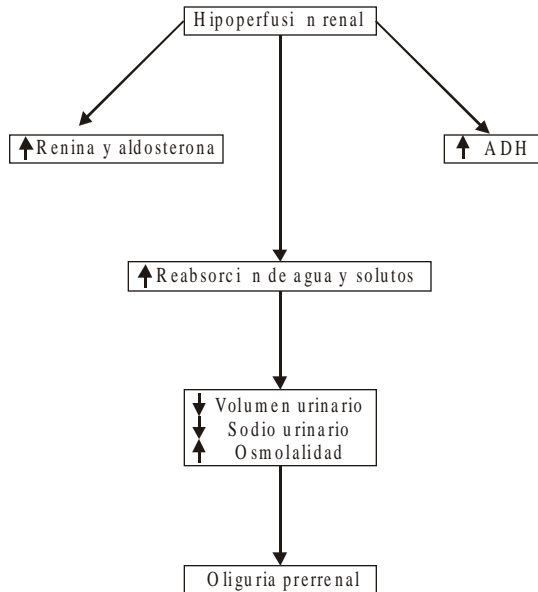 Hipoperfusi n renal
Renina y aldosterona
ADH
Reabsorci n de agua y solutos
Volumen urinario
Sodio urinario
Osmolalidad
Oliguria prerrenal